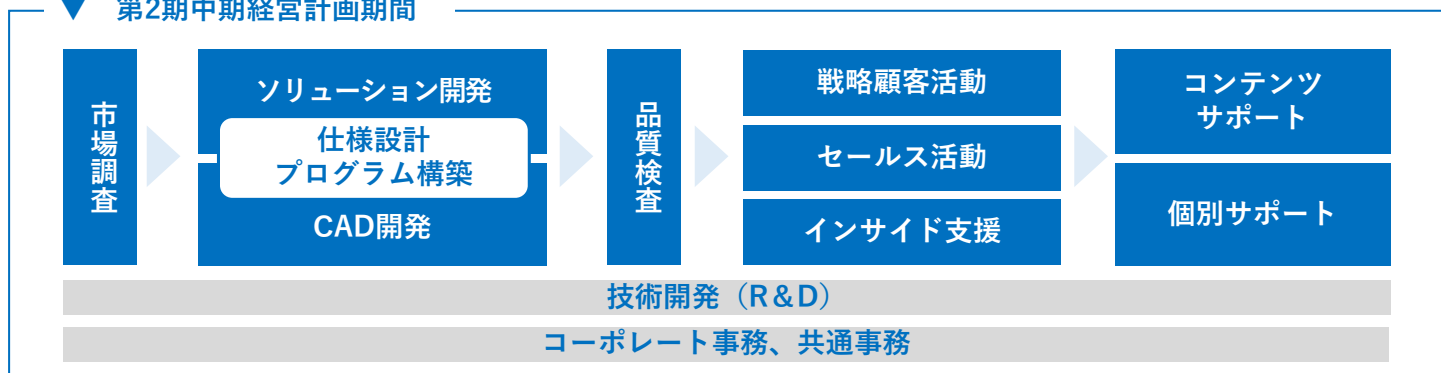 ▼ 第2期中期経営計画期間
市場調査
ソリューション開発
仕様設計
プログラム構築
CAD開発
品質検査
戦略顧客活動
セールス活動
インサイド支援
コンテンツ
サポート
個別サポート
技術開発（R＆D）
コーポレート事務、共通事務